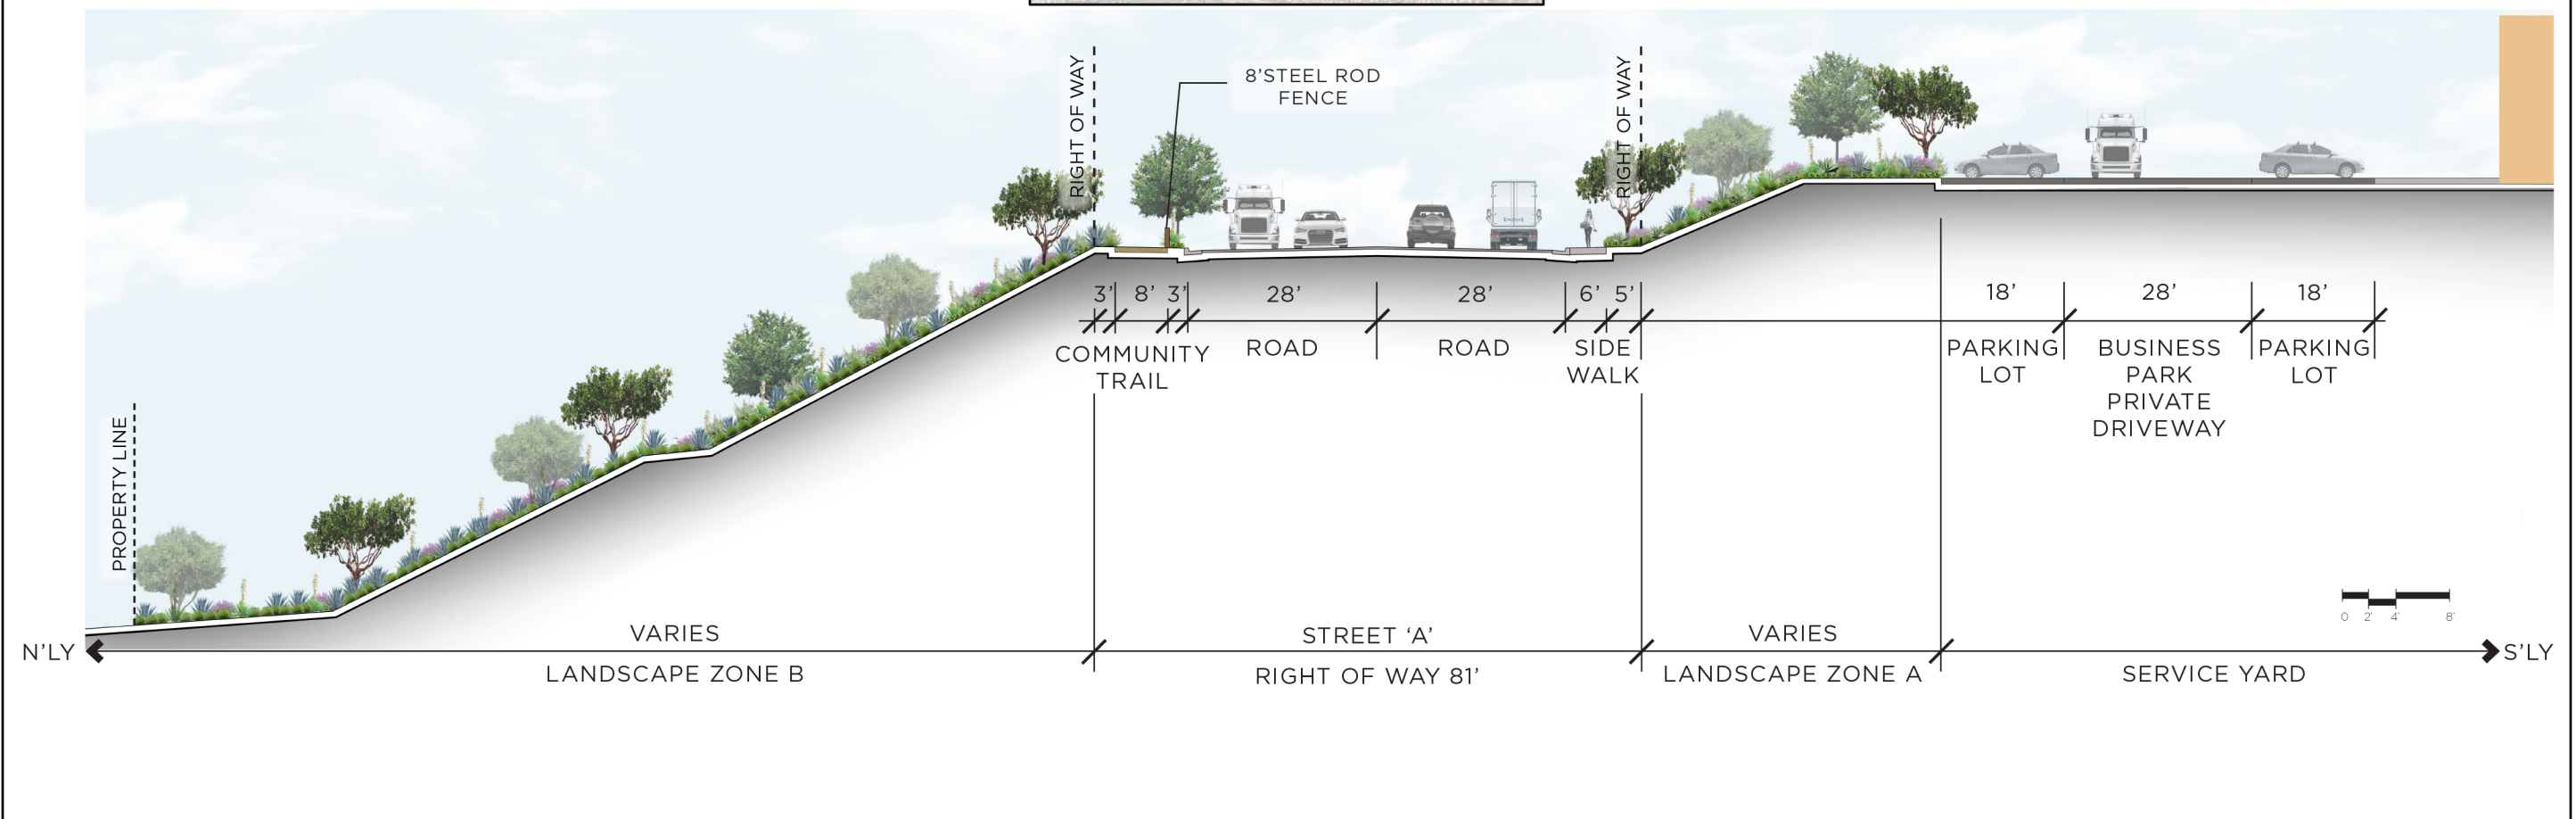 8'STEEL ROD
FENCE
RIGHT OF WAY
RIGHT OF WAY
PROPERTY LINE
3' 8' 3' 28' 28' 6' 5' 18' 28' 18'
COMMUNITY
TRAIL
ROAD
ROAD
SIDE
WALK
PARKING
LOT
BUSINESS
PARK
PRIVATE
DRIVEWAY
PARKING
LOT
0 2' 4' 8'
N'LY
VARIES
LANDSCAPE ZONE B
STREET ‘A’
RIGHT OF WAY 81'
VARIES
LANDSCAPE ZONE A
SERVICE YARD
S'LY